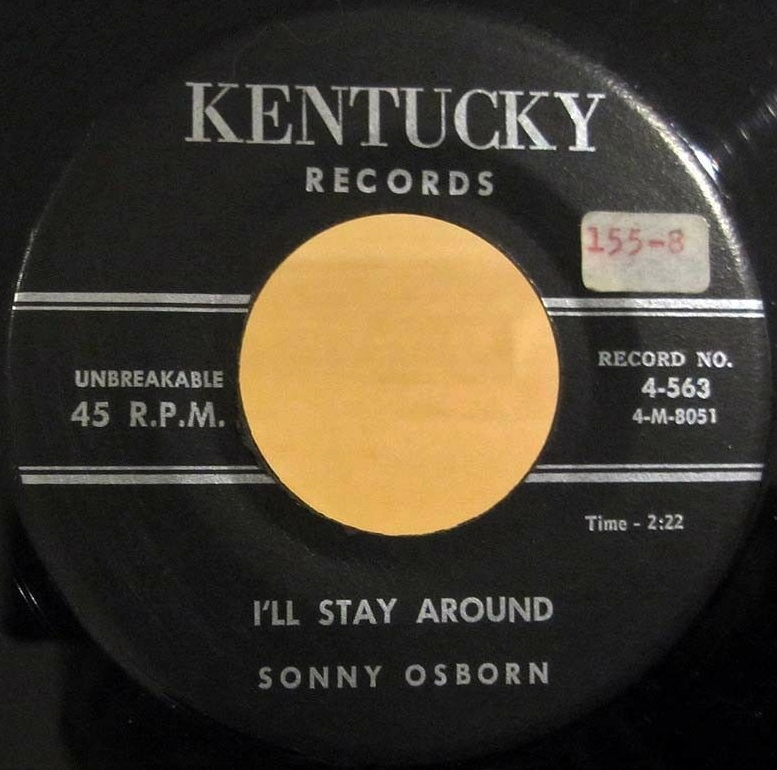 KENTUCKY
RECORDS
155-8
UNBREAKABLE
45 R.P.M.
RECORD NO.
4-563
4-M-8051
Time - 2:22
I'LL STAY AROUND
SONNY OSBORN